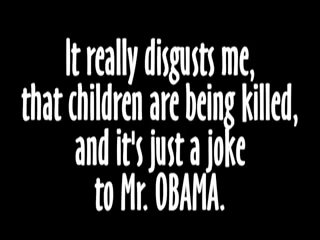 It really disgusts me,
that children are being killed,
and it's just a joke
to Mr. OBAMA.